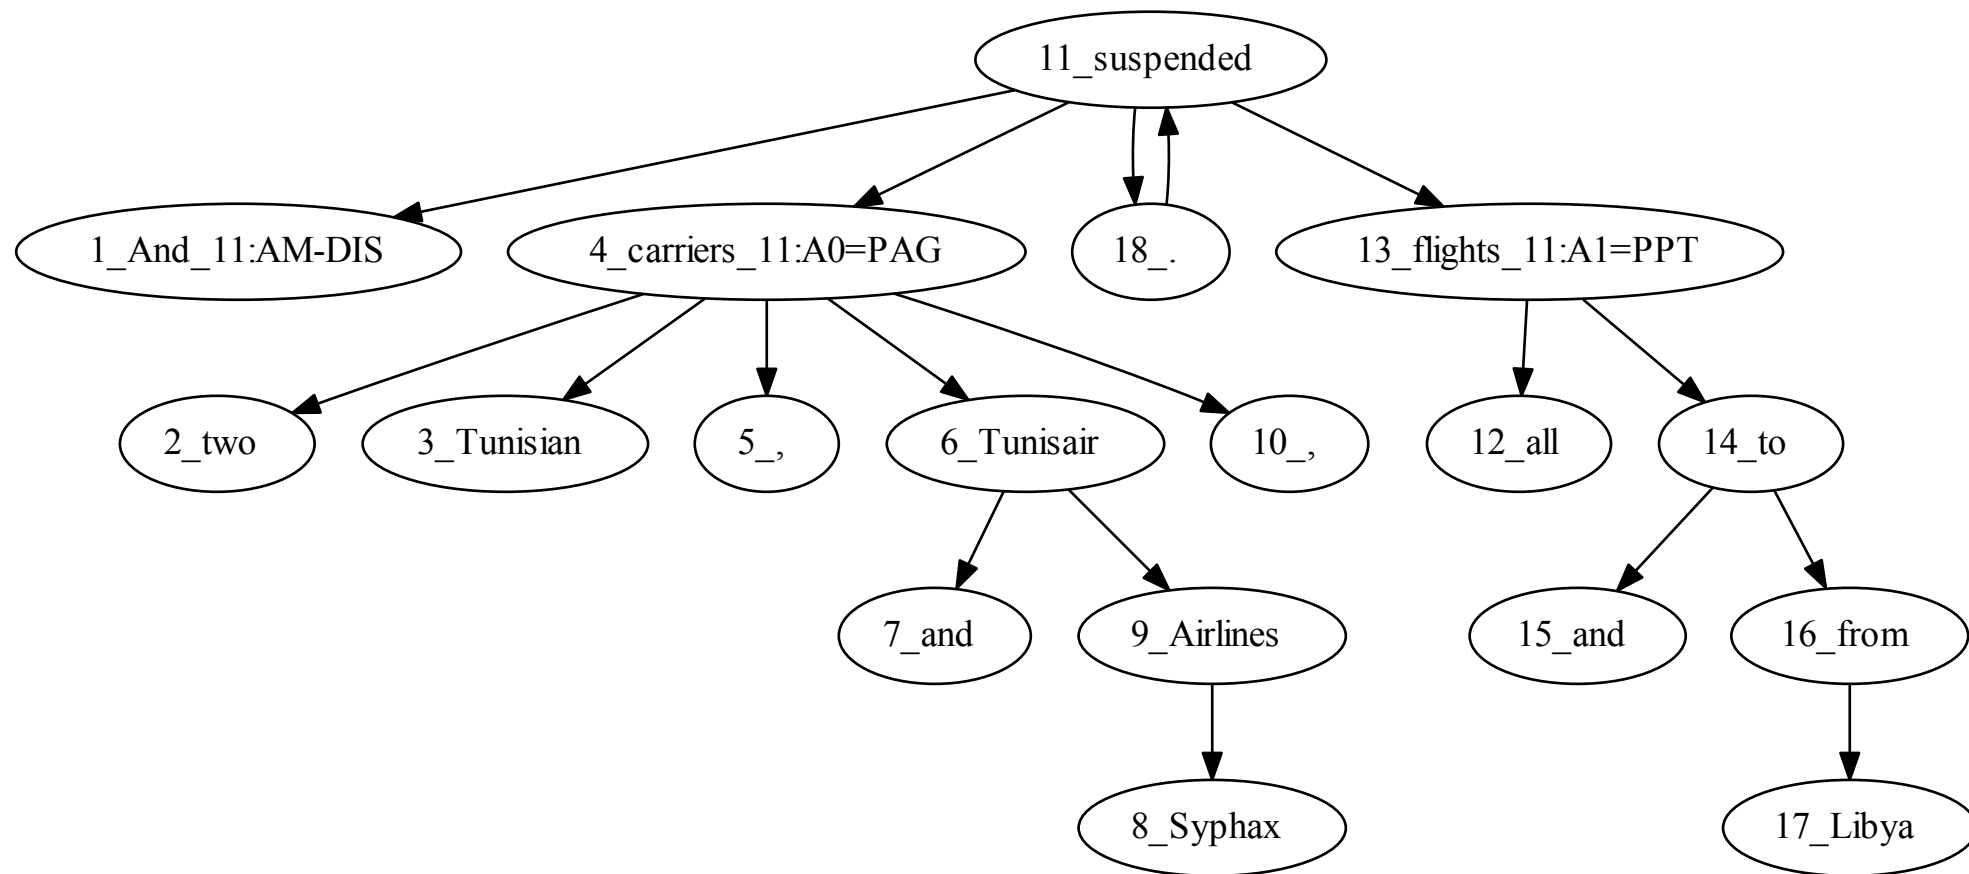 11_suspended
1_And_11:AM-DIS
4_carriers_11:A0=PAG
18_.
13_flights_11:A1=PPT
2_two
3_Tunisian
5_,
6_Tunisair
10_,
12_all
14_to
7_and
9_Airlines
15_and
16_from
8_Syphax
17_Libya